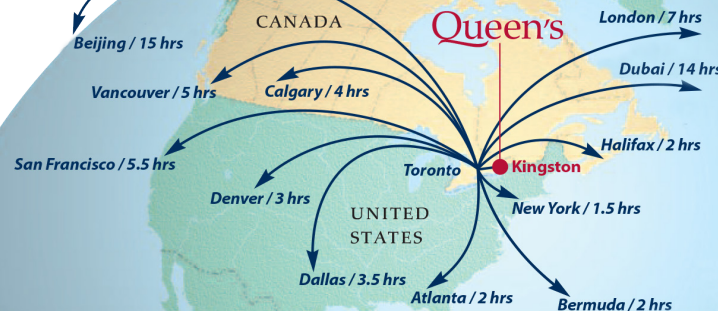 CANADA
Queen's
London / 7 hrs
Beijing / 15 hrs
Dubai / 14 hrs
Vancouver / 5 hrs
Calgary / 4 hrs
Halifax / 2 hrs
San Francisco / 5.5 hrs
Toronto
Kingston
Denver / 3 hrs
New York / 1.5 hrs
UNITED
STATES
Dallas / 3.5 hrs
Atlanta / 2 hrs
Bermuda / 2 hrs